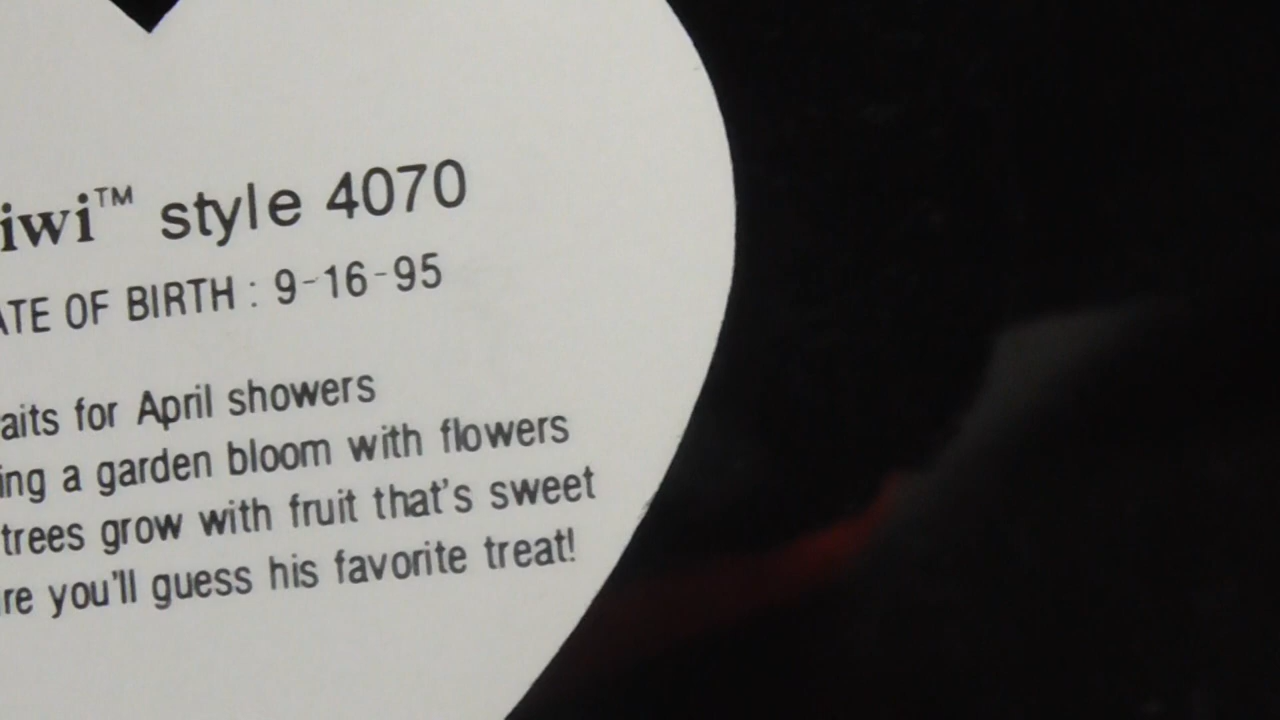 iwi™ style 4070
ATE OF BIRTH : 9-16-95
aits for April showers
ing a garden bloom with flowers
trees grow with fruit that's sweet
re you'll guess his favorite treat!